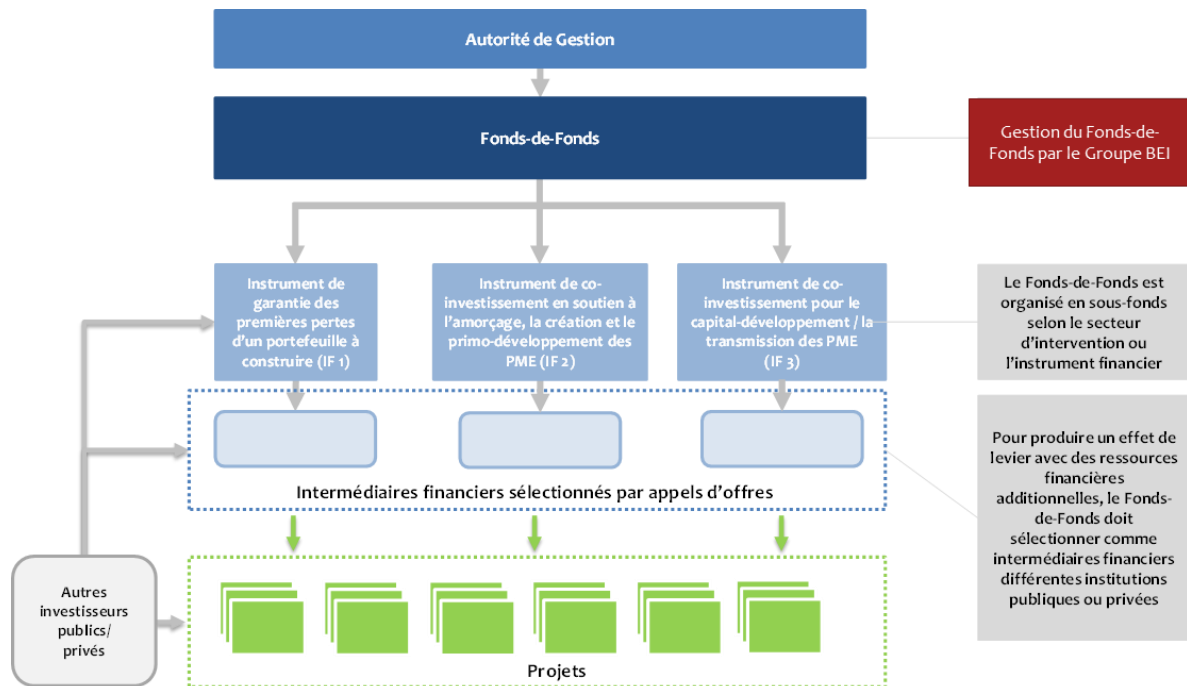 Autorité de Gestion
Fonds-de-Fonds
Gestion du Fonds-de-
Fonds par le Groupe BEI
Instrument de
garantie des
premières pertes
d'un portefeuille à
construire (IF 1)
Instrument de co-
investissement en soutien à
l'amorçage, la création et le
primo-développement des
PME (IF 2)
Instrument de co-
investissement pour le
capital-développement / la
transmission des PME
(IF 3)
Le Fonds-de-Fonds est
organisé en sous-fonds
selon le secteur
d'intervention ou
l'instrument financier
Intermédiaires financiers sélectionnés par appels d'offres
Pour produire un effet de
levier avec des ressources
financières
additionnelles, le Fonds-
de-Fonds doit
sélectionner comme
intermédiaires financiers
différentes institutions
publiques ou privées
Autres
investisseurs
publics/
privés
Projets